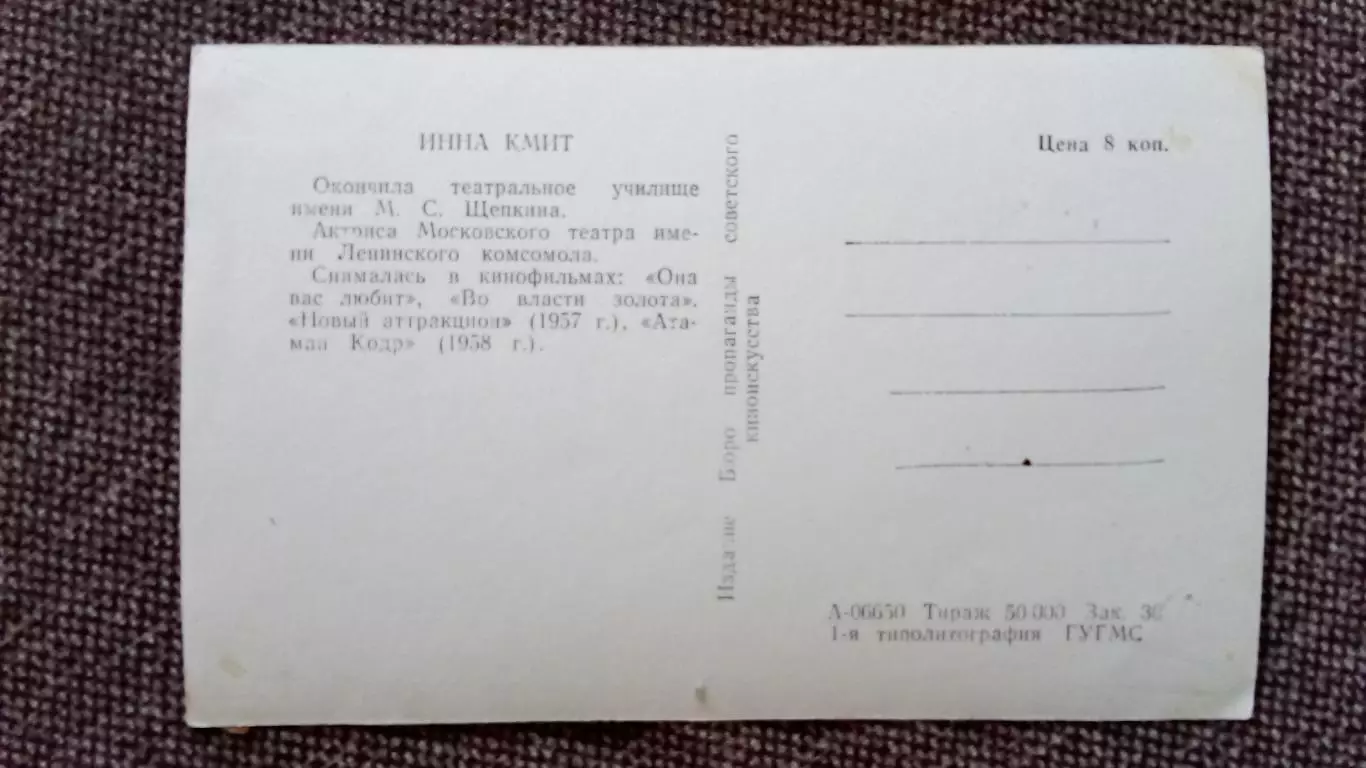 ИННА КМИТ
Окончила театральное училище
имени М. С. Щепкина.
Актриса Московского театра име-
ни Ленинского комсомола.
Снималась в кинофильмах: «Она
вас любит», «Во власти золота»,
«Новый аттракцион» (1957 г.), «Ата-
ман Кодр» (1958 г.).
Издание Бюро пропаганды советского
киноискусства
Цена 8 коп.
А-06650 Тираж 50 000 Зак.
1-я типолитография ГУГМС